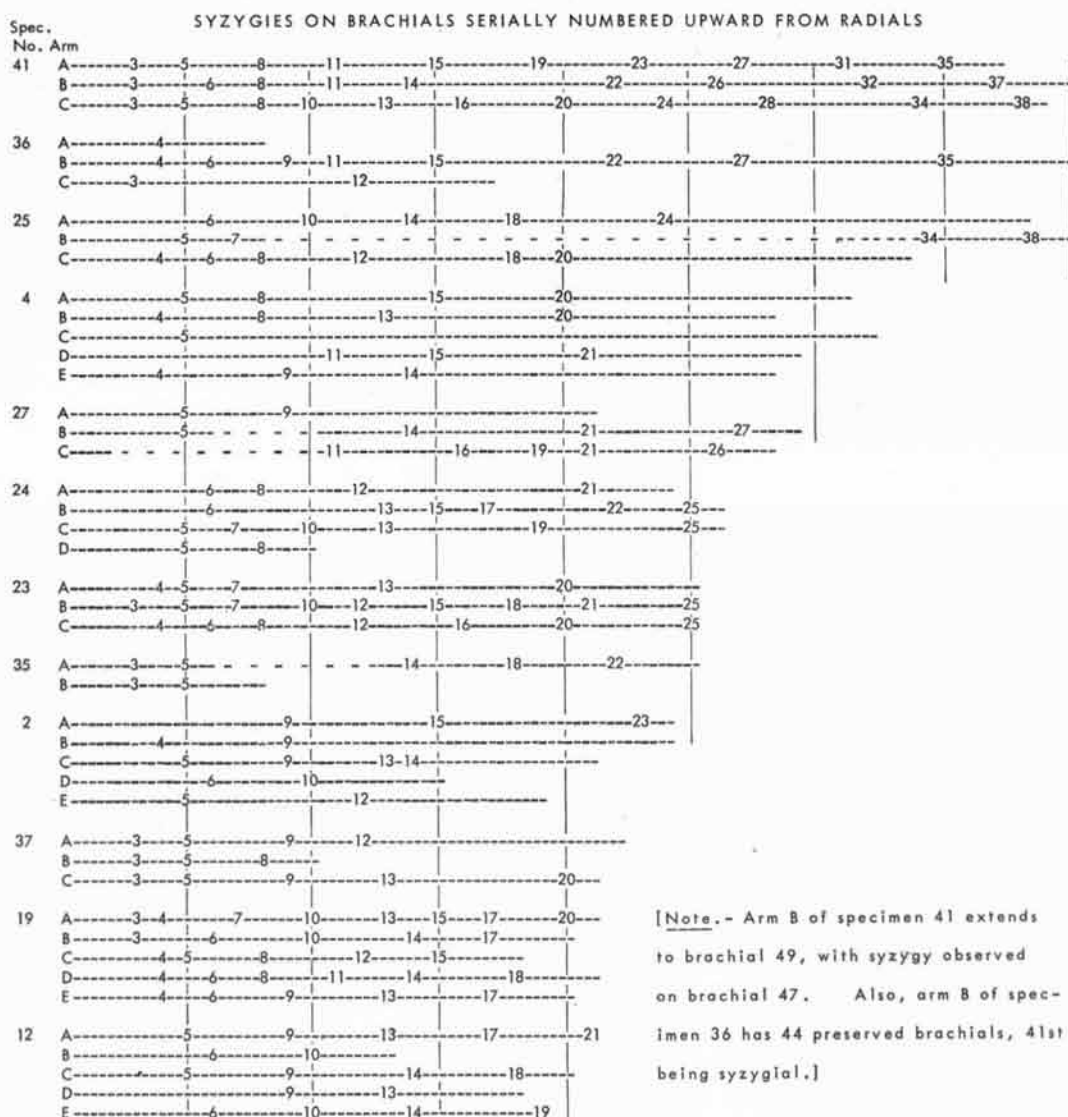 SYZYGIES ON BRACHIALS SERIALLY NUMBERED UPWARD FROM RADIALS
Spec.
No. Arm
41 A 3 5 8 11 15 19 23 27 31 35
B 3 6 8 11 14 22 26 32 37
C 3 5 8 10 13 16 20 24 28 34 38
36 A 4
B 4 6 9 11 15 22 27 35
C 3 12
25 A 6 10 14 18 24
B 5 7 34 38
C 4 6 8 12 18 20
4 A 5 8 15 20
B 4 8 13 20
C 5
D 11 15 21
E 4 9 14
27 A 5 9
B 5 14 21 27
C 11 16 19 21 26
24 A 6 8 12 21
B 6 13 15 17 22 25
C 5 7 10 13 19 25
D 5 8
23 A 4 5 7 13 20
B 3 5 7 10 12 15 18 21 25
C 4 6 8 12 16 20 25
35 A 3 5 14 18 22
B 3 5
2 A 9 15 23
B 4 9
C 5 9 13 14
D 6 10
E 5 12
37 A 3 5 9 12
B 3 5 8
C 3 5 9 13 20
19 A 3 4 7 10 13 15 17 20
B 3 6 10 14 17
C 4 5 8 12 15
D 4 6 8 11 14 18
E 4 6 9 13 17
12 A 5 9 13 17 21
B 6 10
C 5 9 14 18
D 9 13
E 6 10 14 19
[Note.- Arm B of specimen 41 extends
to brachial 49, with syzygy observed
on brachial 47. Also, arm B of spec-
imen 36 has 44 preserved brachials, 41st
being syzygial.]